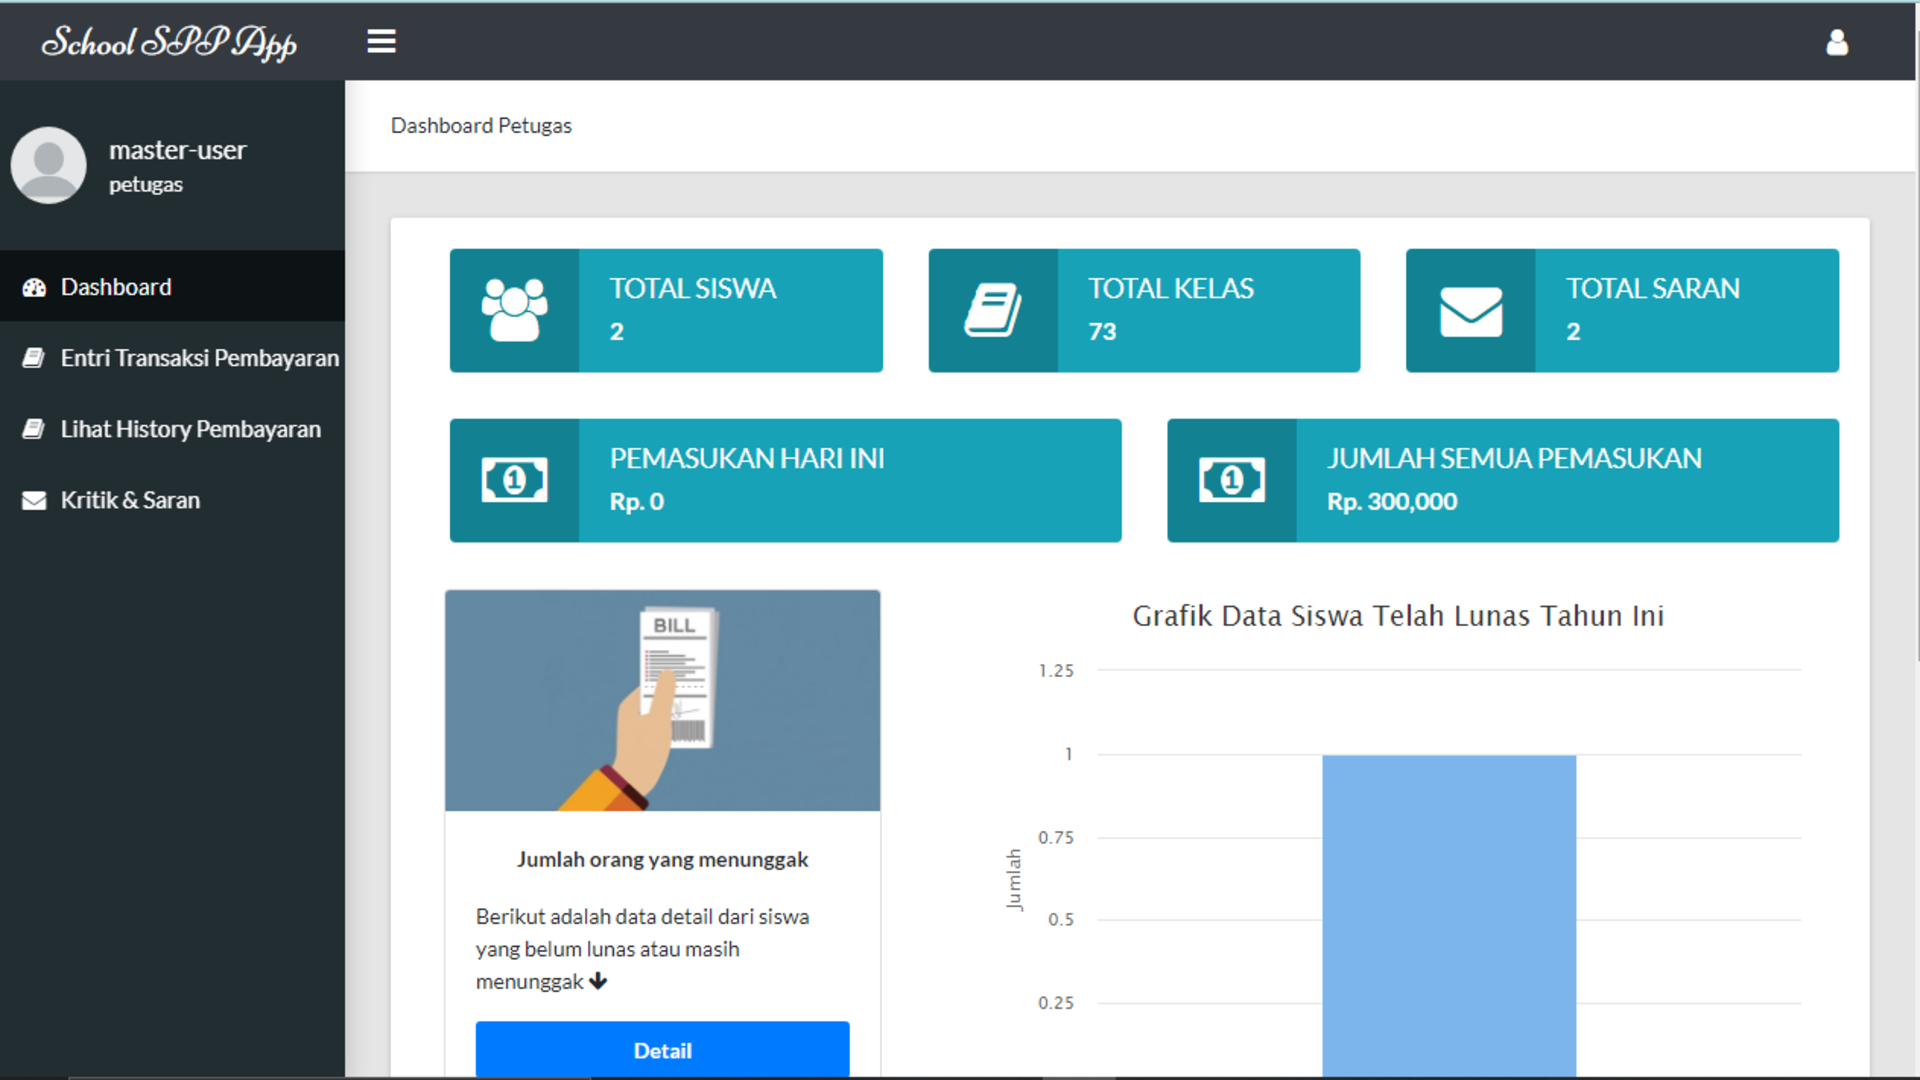 School SPP App
master-user
petugas
Dashboard
Entri Transaksi Pembayaran
Lihat History Pembayaran
Kritik & Saran
Dashboard Petugas
TOTAL SISWA
2
TOTAL KELAS
73
TOTAL SARAN
2
PEMASUKAN HARI INI
Rp. 0
JUMLAH SEMUA PEMASUKAN
Rp. 300,000
BILL
Jumlah orang yang menunggak
Berikut adalah data detail dari siswa
yang belum lunas atau masih
menunggak
Detail
Grafik Data Siswa Telah Lunas Tahun Ini
1.25
1
0.75
0.5
0.25
Jumlah